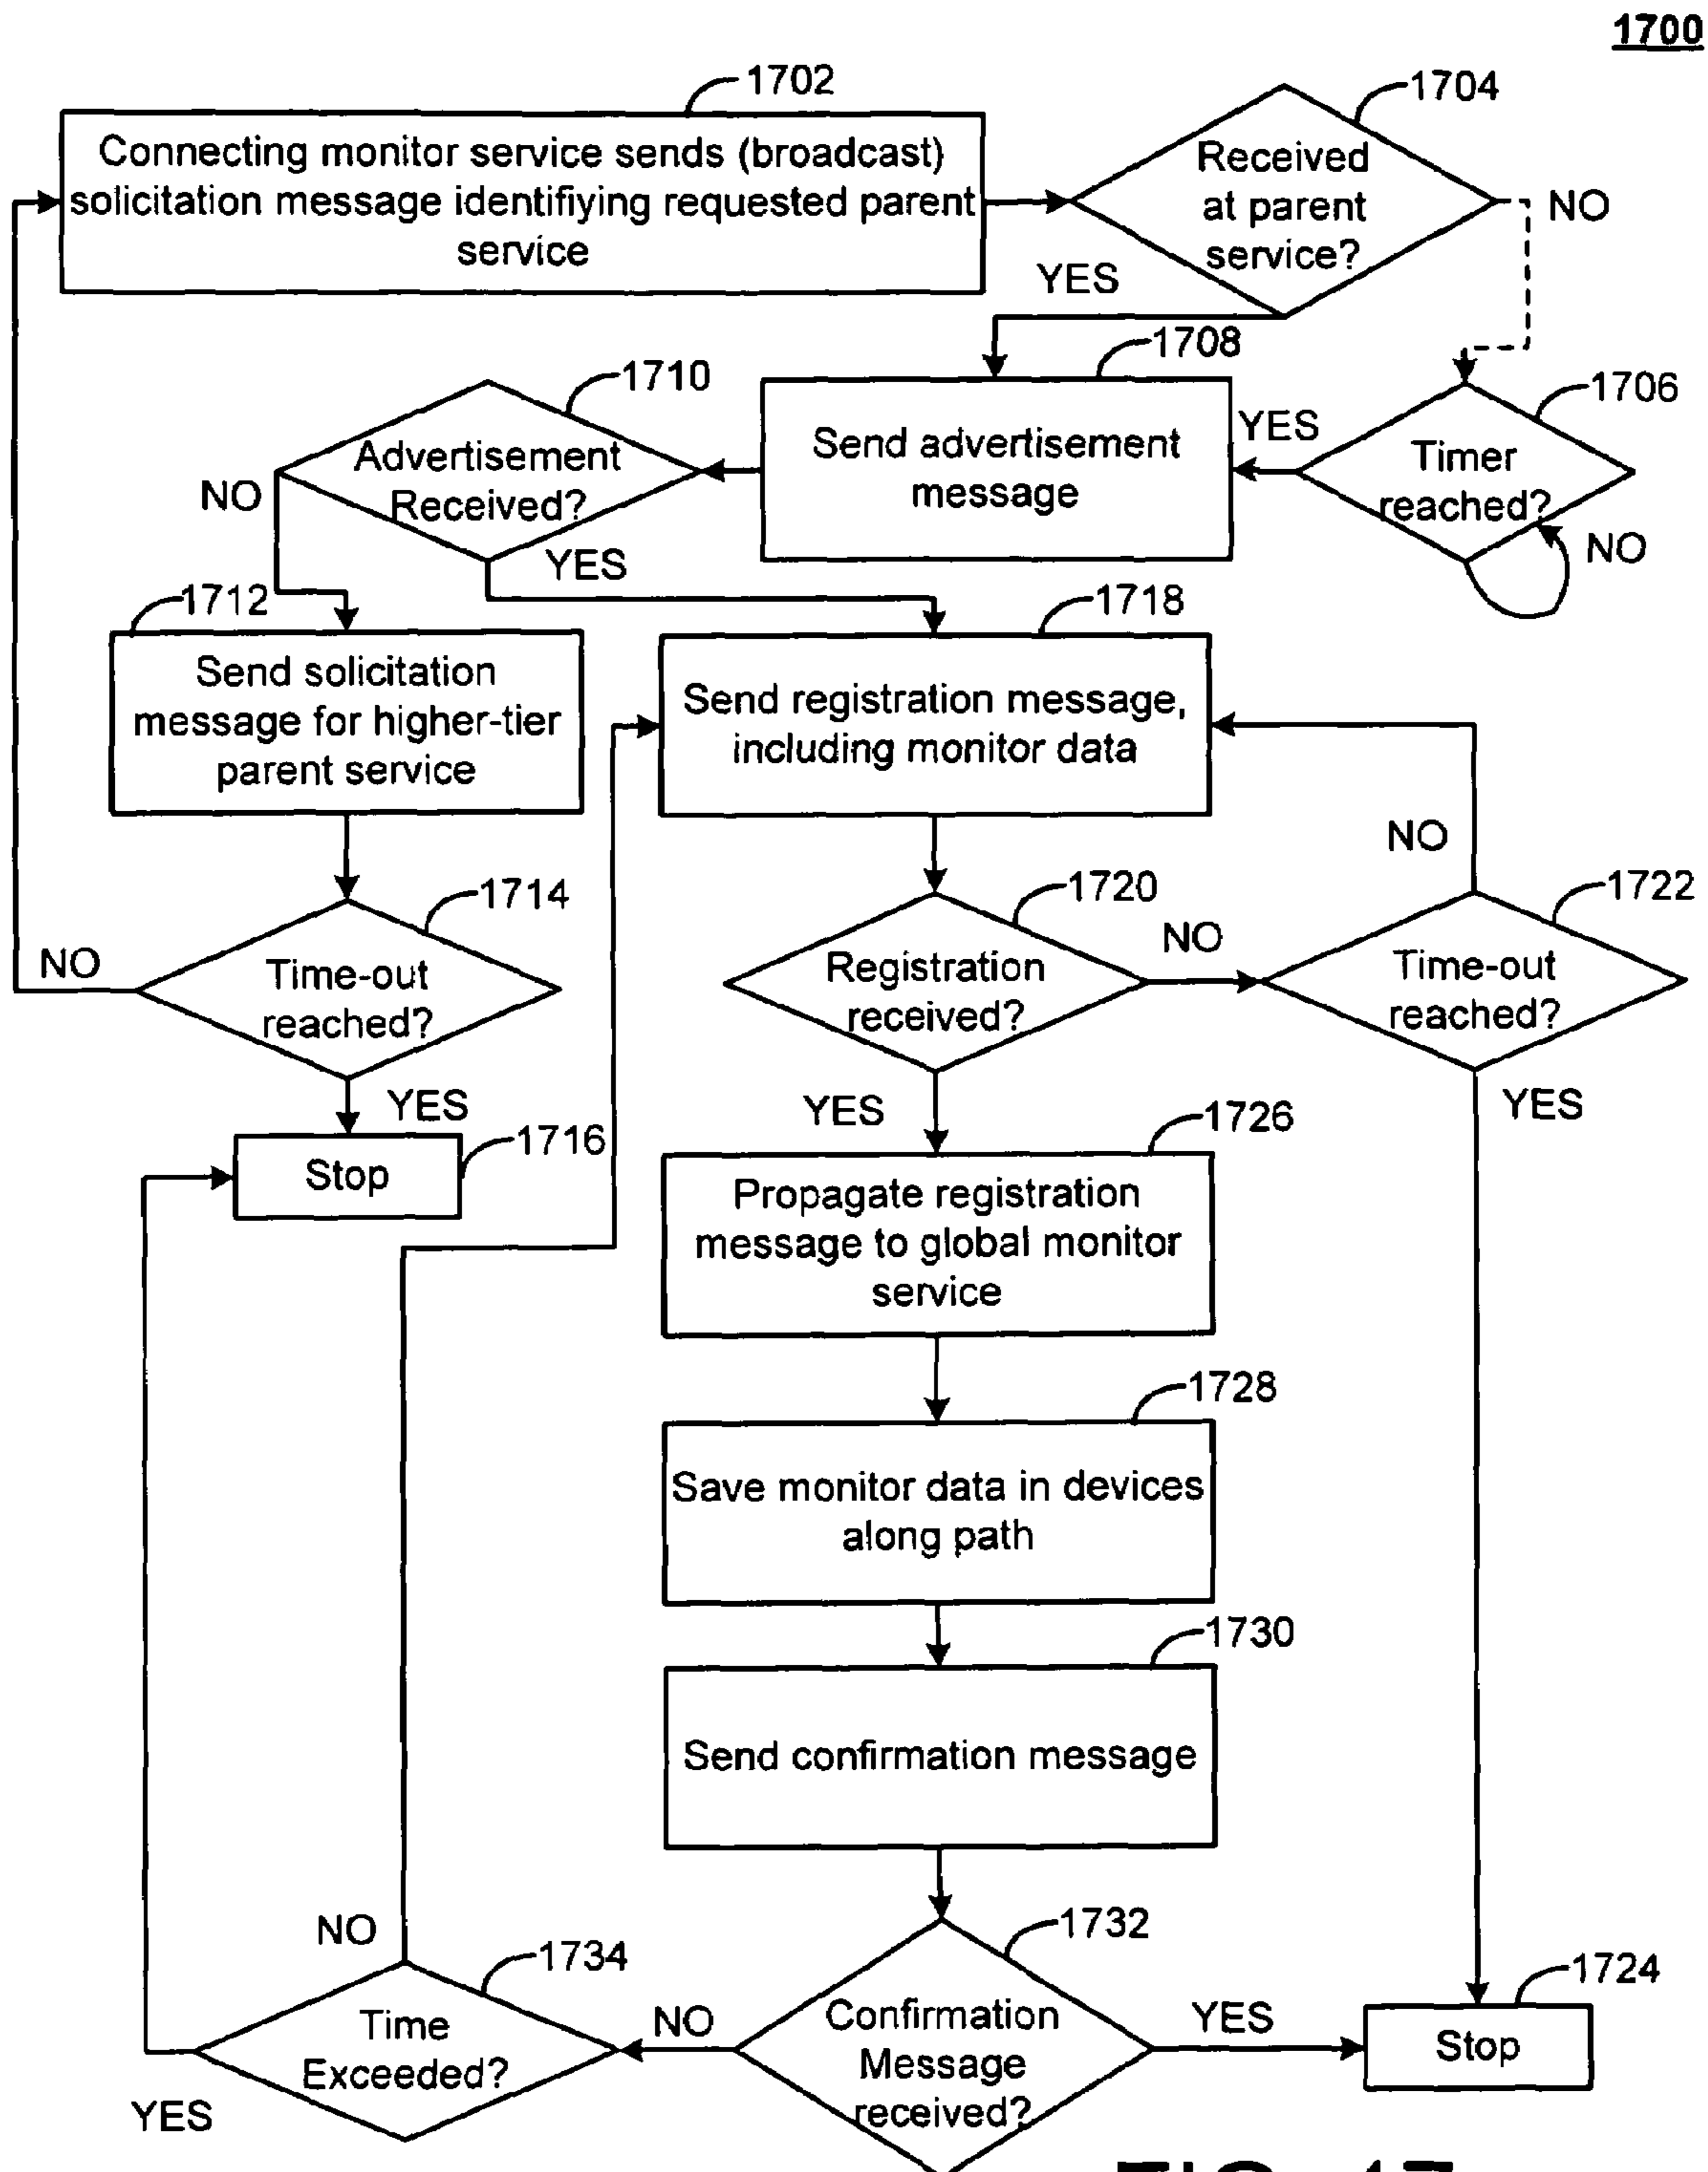 1700
1702
Connecting monitor service sends (broadcast)
solicitation message identifiying requested parent
service
1704
Received
at parent
service?
NO
YES
1708
Send advertisement
message
1706
Timer
reached?
YES
NO
1710
Advertisement
Received?
NO
YES
1712
Send solicitation
message for higher-tier
parent service
1718
Send registration message,
including monitor data
NO
1714
Time-out
reached?
NO
YES
1720
Registration
received?
NO
YES
1722
Time-out
reached?
YES
1716
Stop
1726
Propagate registration
message to global monitor
service
1728
Save monitor data in devices
along path
1730
Send confirmation message
1732
Confirmation
Message
received?
NO
YES
1734
Time
Exceeded?
NO
YES
1724
Stop